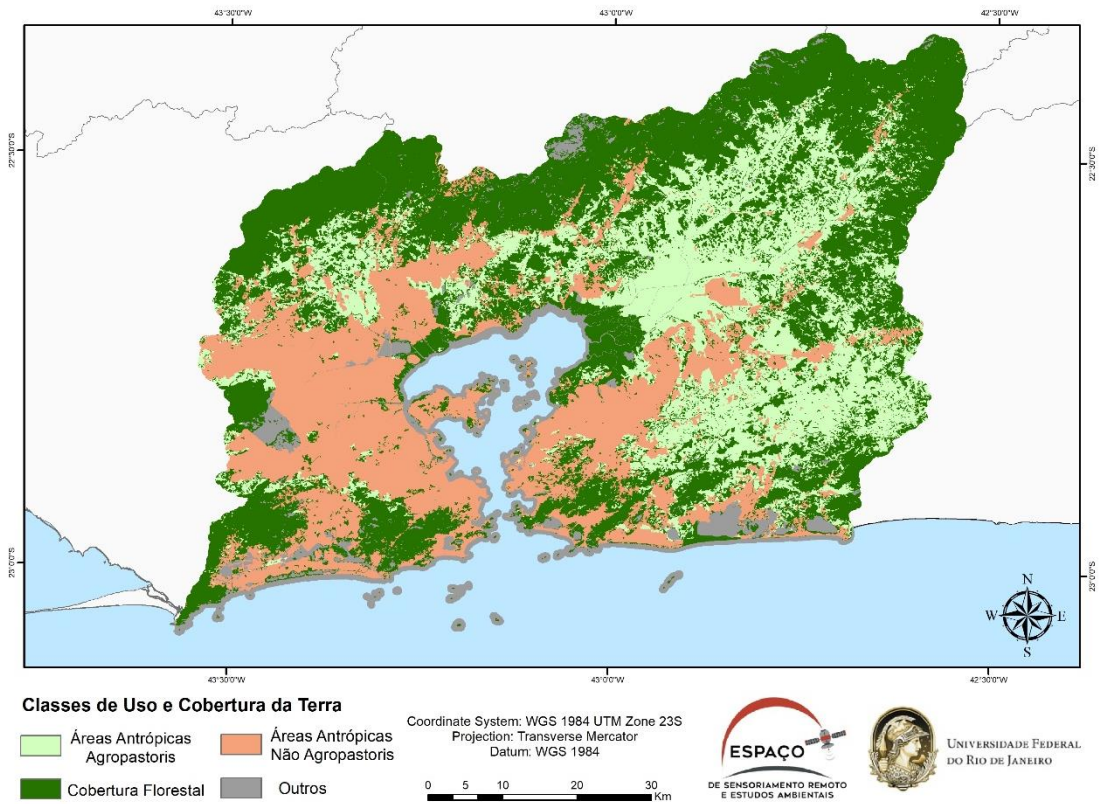 43°30'0"W
43°0'0"W
42°30'0"W
22°30'0"S
22°30'0"S
23°0'0"S
23°0'0"S
N
W
E
S
43°30'0"W
43°0'0"W
42°30'0"W
Classes de Uso e Cobertura da Terra
Áreas Antrópicas
Agropastoris
Áreas Antrópicas
Não Agropastoris
Cobertura Florestal
Outros
Coordinate System: WGS 1984 UTM Zone 23S
Projection: Transverse Mercator
Datum: WGS 1984
0 5 10 20 30
Km
ESPAÇO
DE SENSORIAMENTO REMOTO
E ESTUDOS AMBIENTAIS
UNIVERSIDADE FEDERAL
DO RIO DE JANEIRO